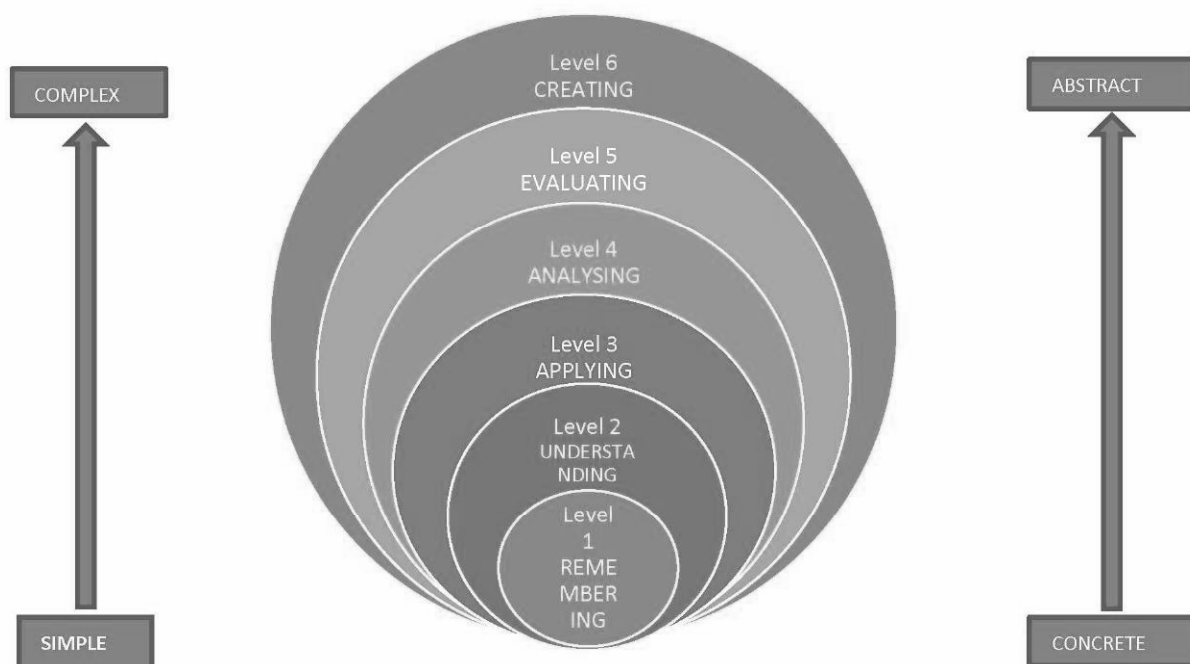 COMPLEX
Level 6
CREATING
ABSTRACT
Level 5
EVALUATING
Level 4
ANALYSING
Level 3
APPLYING
Level 2
UNDERSTA
NDING
Level
1
REME
MBER
ING
SIMPLE
CONCRETE